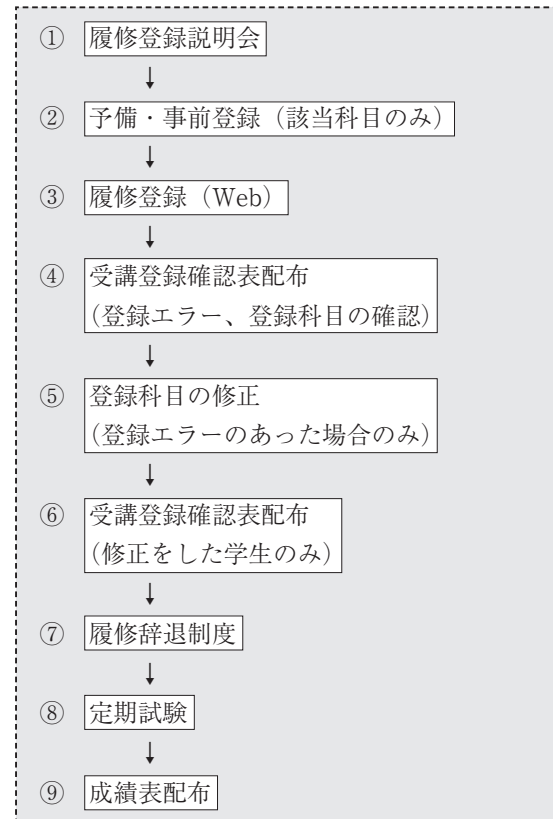 ① 履修登録説明会
↓
② 予備・事前登録（該当科目のみ）
↓
③ 履修登録（Web）
↓
④ 受講登録確認表配布
(登録エラー、登録科目の確認)
↓
⑤ 登録科目の修正
(登録エラーのあった場合のみ)
↓
⑥ 受講登録確認表配布
(修正をした学生のみ)
↓
⑦ 履修辞退制度
↓
⑧ 定期試験
↓
⑨ 成績表配布